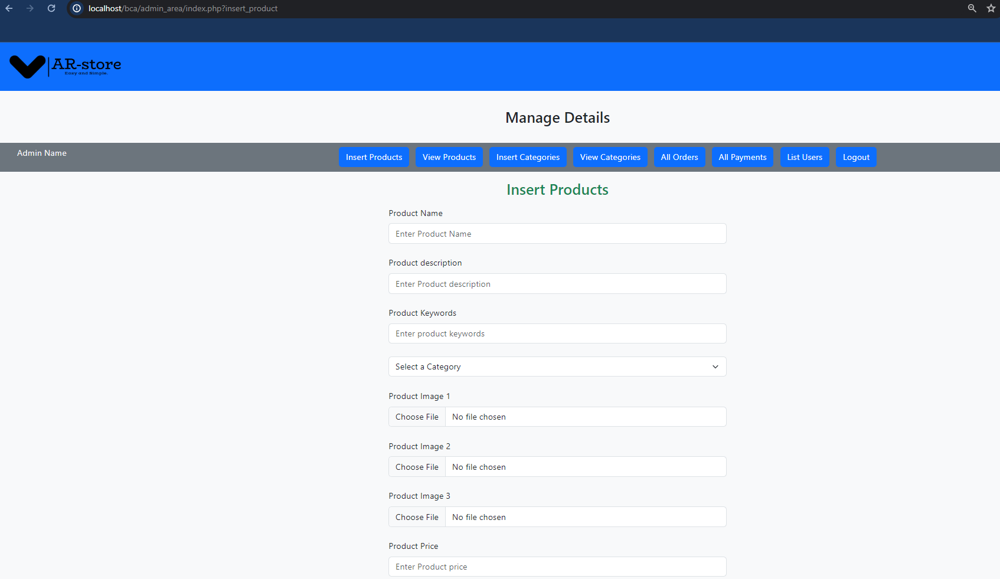 localhost/bca/admin_area/index.php?insert_product
AR-store
Easy and Simple.
Manage Details
Admin Name
Insert Products View Products Insert Categories View Categories All Orders All Payments List Users Logout
Insert Products
Product Name
Enter Product Name
Product description
Enter Product description
Product Keywords
Enter product keywords
Select a Category
Product Image 1
Choose File No file chosen
Product Image 2
Choose File No file chosen
Product Image 3
Choose File No file chosen
Product Price
Enter Product price